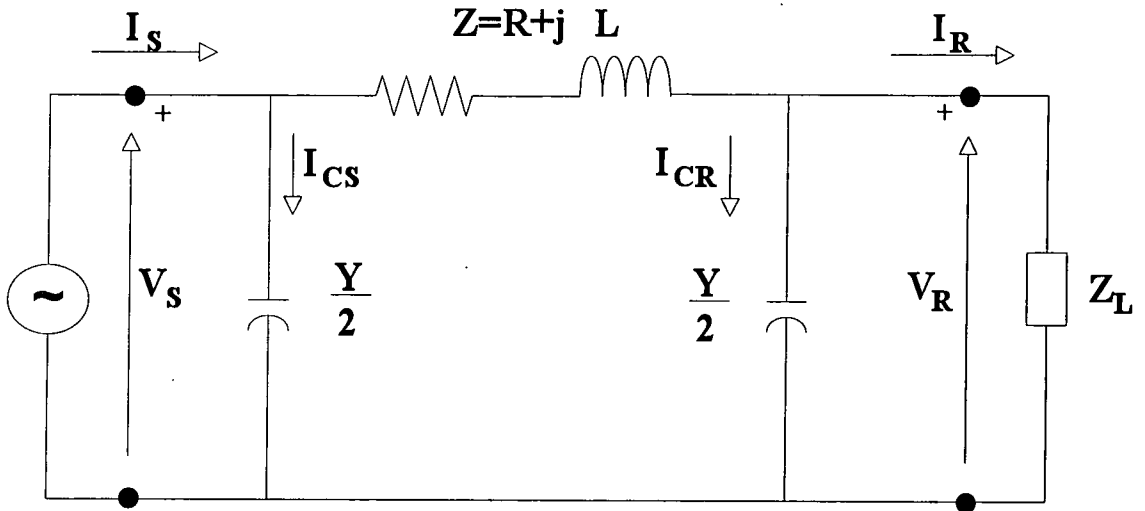 I_S
Z=R+j L
I_R
+
+
I_CS
I_CR
~
V_S
Y/2
Y/2
V_R
Z_L